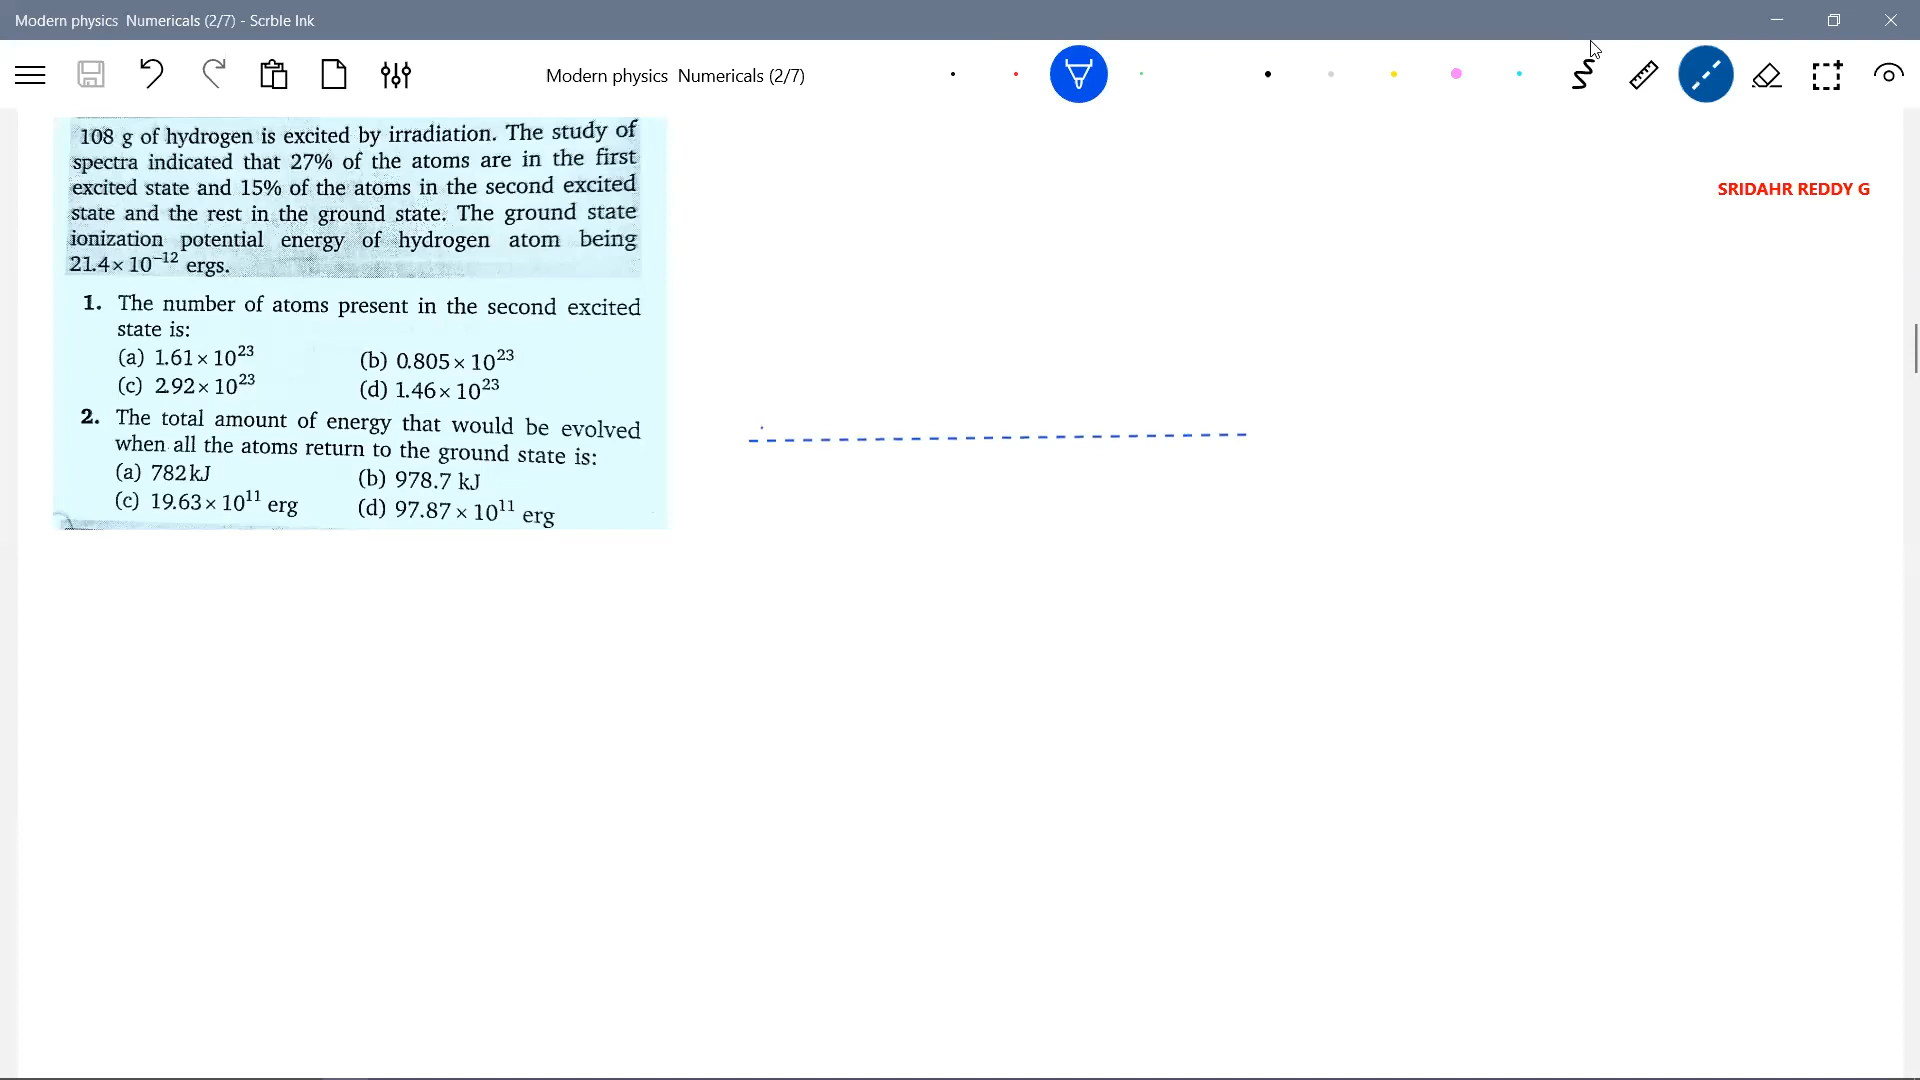 Modern physics Numericals (2/7) - Scrble Ink
Modern physics Numericals (2/7)
108 g of hydrogen is excited by irradiation. The study of
spectra indicated that 27% of the atoms are in the first
excited state and 15% of the atoms in the second excited
state and the rest in the ground state. The ground state
ionization potential energy of hydrogen atom being
21.4×10⁻¹² ergs.
SRIDAHR REDDY G
1. The number of atoms present in the second excited
state is:
(a) 1.61×10²³ (b) 0.805×10²³
(c) 2.92×10²³ (d) 1.46×10²³
2. The total amount of energy that would be evolved
when all the atoms return to the ground state is:
(a) 782kJ (b) 978.7 kJ
(c) 19.63×10¹¹ erg (d) 97.87×10¹¹ erg